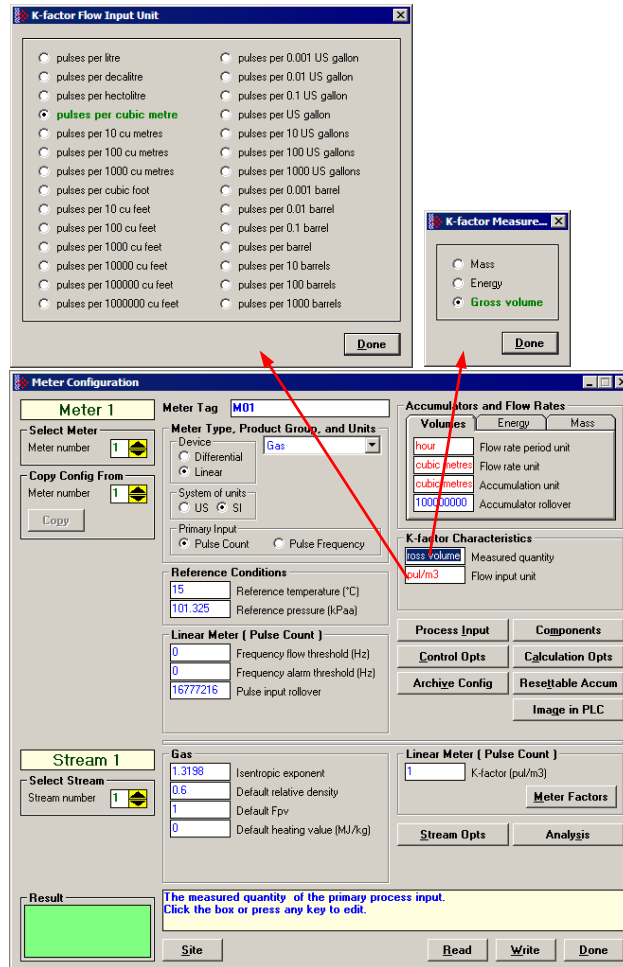 K-factor Flow Input Unit
pulses per litre
pulses per decalitre
pulses per hectolitre
pulses per cubic metre
pulses per 10 cu metres
pulses per 100 cu metres
pulses per 1000 cu metres
pulses per cubic foot
pulses per 10 cu feet
pulses per 100 cu feet
pulses per 1000 cu feet
pulses per 10000 cu feet
pulses per 100000 cu feet
pulses per 1000000 cu feet
pulses per 0.001 US gallon
pulses per 0.01 US gallon
pulses per 0.1 US gallon
pulses per US gallon
pulses per 10 US gallons
pulses per 100 US gallons
pulses per 1000 US gallons
pulses per 0.001 barrel
pulses per 0.01 barrel
pulses per 0.1 barrel
pulses per barrel
pulses per 10 barrels
pulses per 100 barrels
pulses per 1000 barrels
Done
K-factor Measure...
Mass
Energy
Gross volume
Done
Meter Configuration
Meter 1
Select Meter
Meter number 1
Copy Config From
Meter number 1
Copy
Meter Tag M01
Meter Type, Product Group, and Units
Device
Differential
Linear
Gas
System of units
US SI
Primary Input
Pulse Count Pulse Frequency
Reference Conditions
15 Reference temperature (°C)
101.325 Reference pressure (kPaa)
Linear Meter ( Pulse Count )
0 Frequency flow threshold (Hz)
0 Frequency alarm threshold (Hz)
16777216 Pulse input rollover
Accumulators and Flow Rates
Volumes Energy Mass
hour Flow rate period unit
cubic metres Flow rate unit
cubic metres Accumulation unit
100000000 Accumulator rollover
K-factor Characteristics
ross volume Measured quantity
pul/m3 Flow input unit
Process Input Components
Control Opts Calculation Opts
Archive Config Resettable Accum
Image in PLC
Stream 1
Select Stream
Stream number 1
Gas
1.3198 Isentropic exponent
0.6 Default relative density
1 Default Fpv
0 Default heating value (MJ/kg)
Linear Meter ( Pulse Count )
1 K-factor (pul/m3)
Meter Factors
Stream Opts Analysis
Result
The measured quantity of the primary process input.
Click the box or press any key to edit.
Site Read Write Done